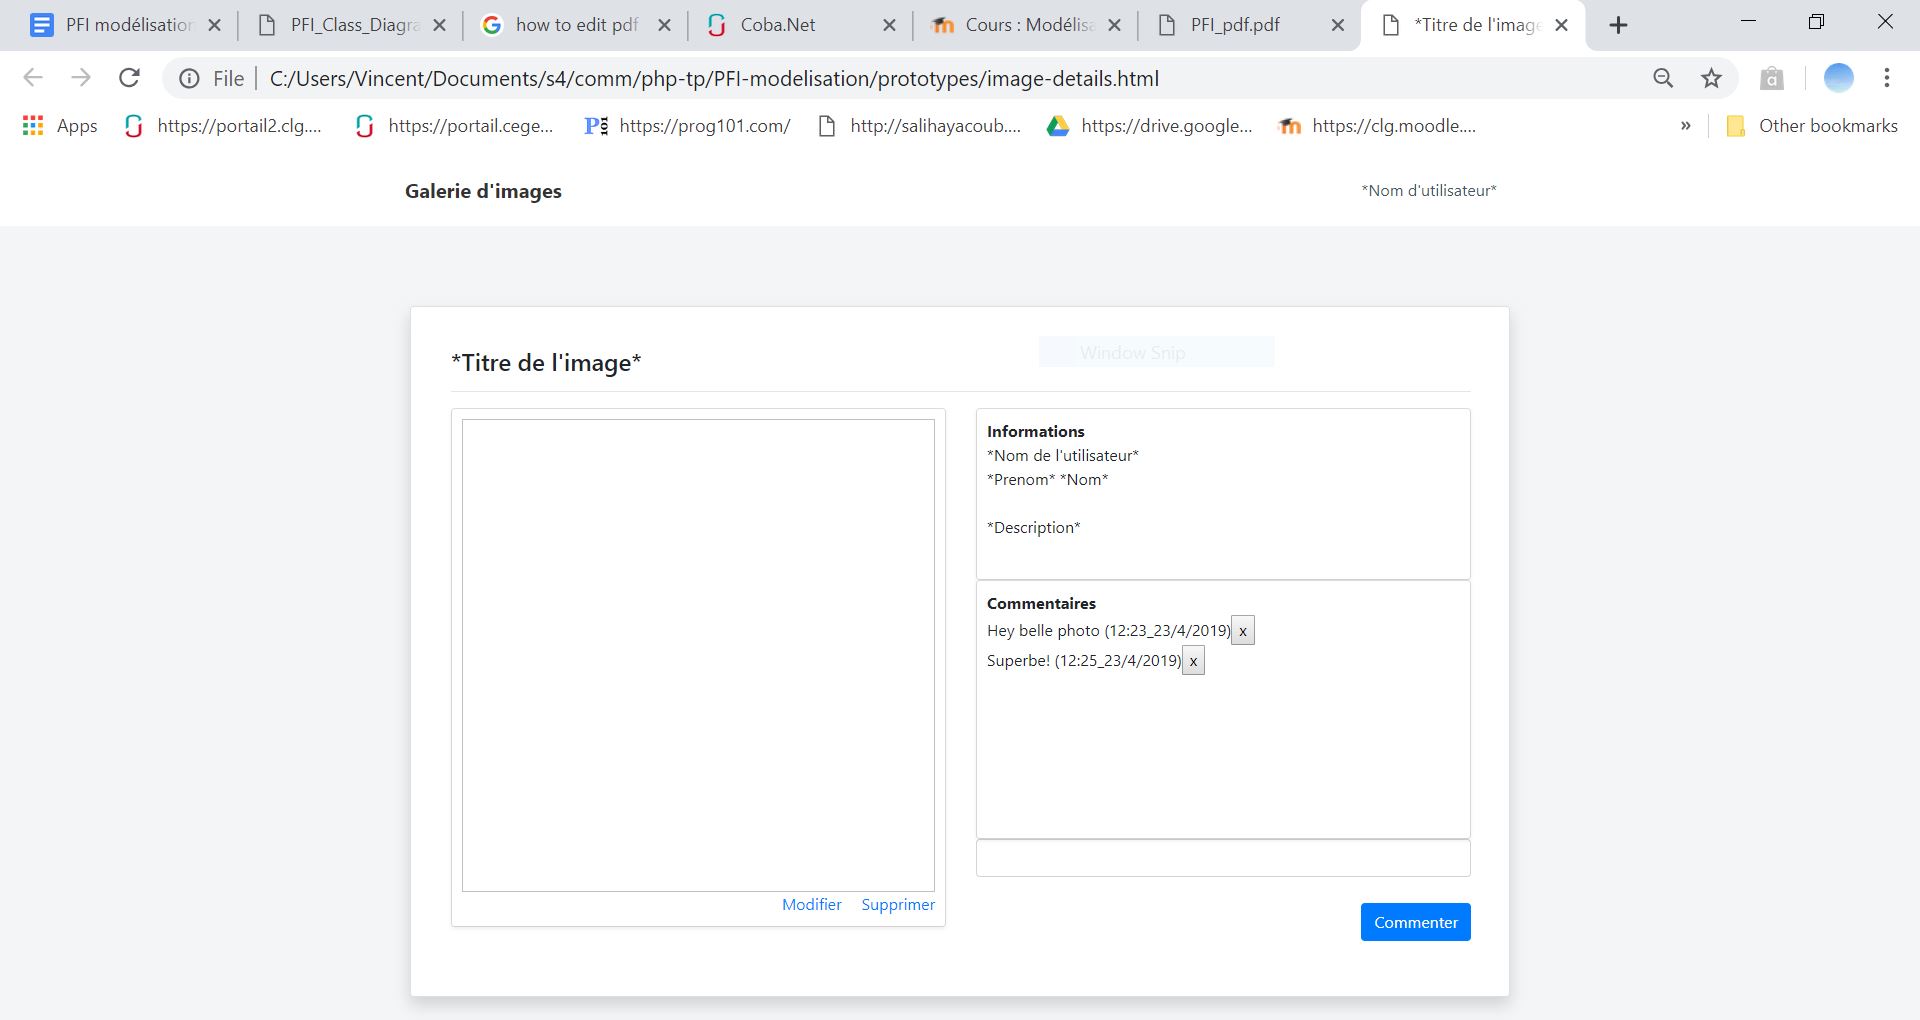 PFI modélisation
PFI_Class_Diagra
how to edit pdf
Coba.Net
Cours : Modélisa
PFI_pdf.pdf
*Titre de l'image
File
C:/Users/Vincent/Documents/s4/comm/php-tp/PFI-modelisation/prototypes/image-details.html
Apps
https://portail2.clg....
https://portail.cege...
https://prog101.com/
http://salihayacoub....
https://drive.google...
https://clg.moodle....
»
Other bookmarks
Galerie d'images
*Nom d'utilisateur*
Window Snip
*Titre de l'image*
Informations
*Nom de l'utilisateur*
*Prenom* *Nom*
*Description*
Commentaires
Hey belle photo (12:23_23/4/2019) x
Superbe! (12:25_23/4/2019) x
Modifier Supprimer
Commenter